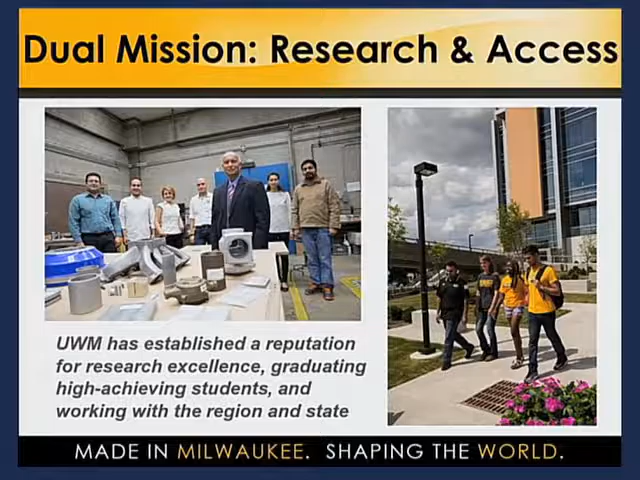 Dual Mission: Research & Access
UWM has established a reputation
for research excellence, graduating
high-achieving students, and
working with the region and state
MADE IN MILWAUKEE. SHAPING THE WORLD.